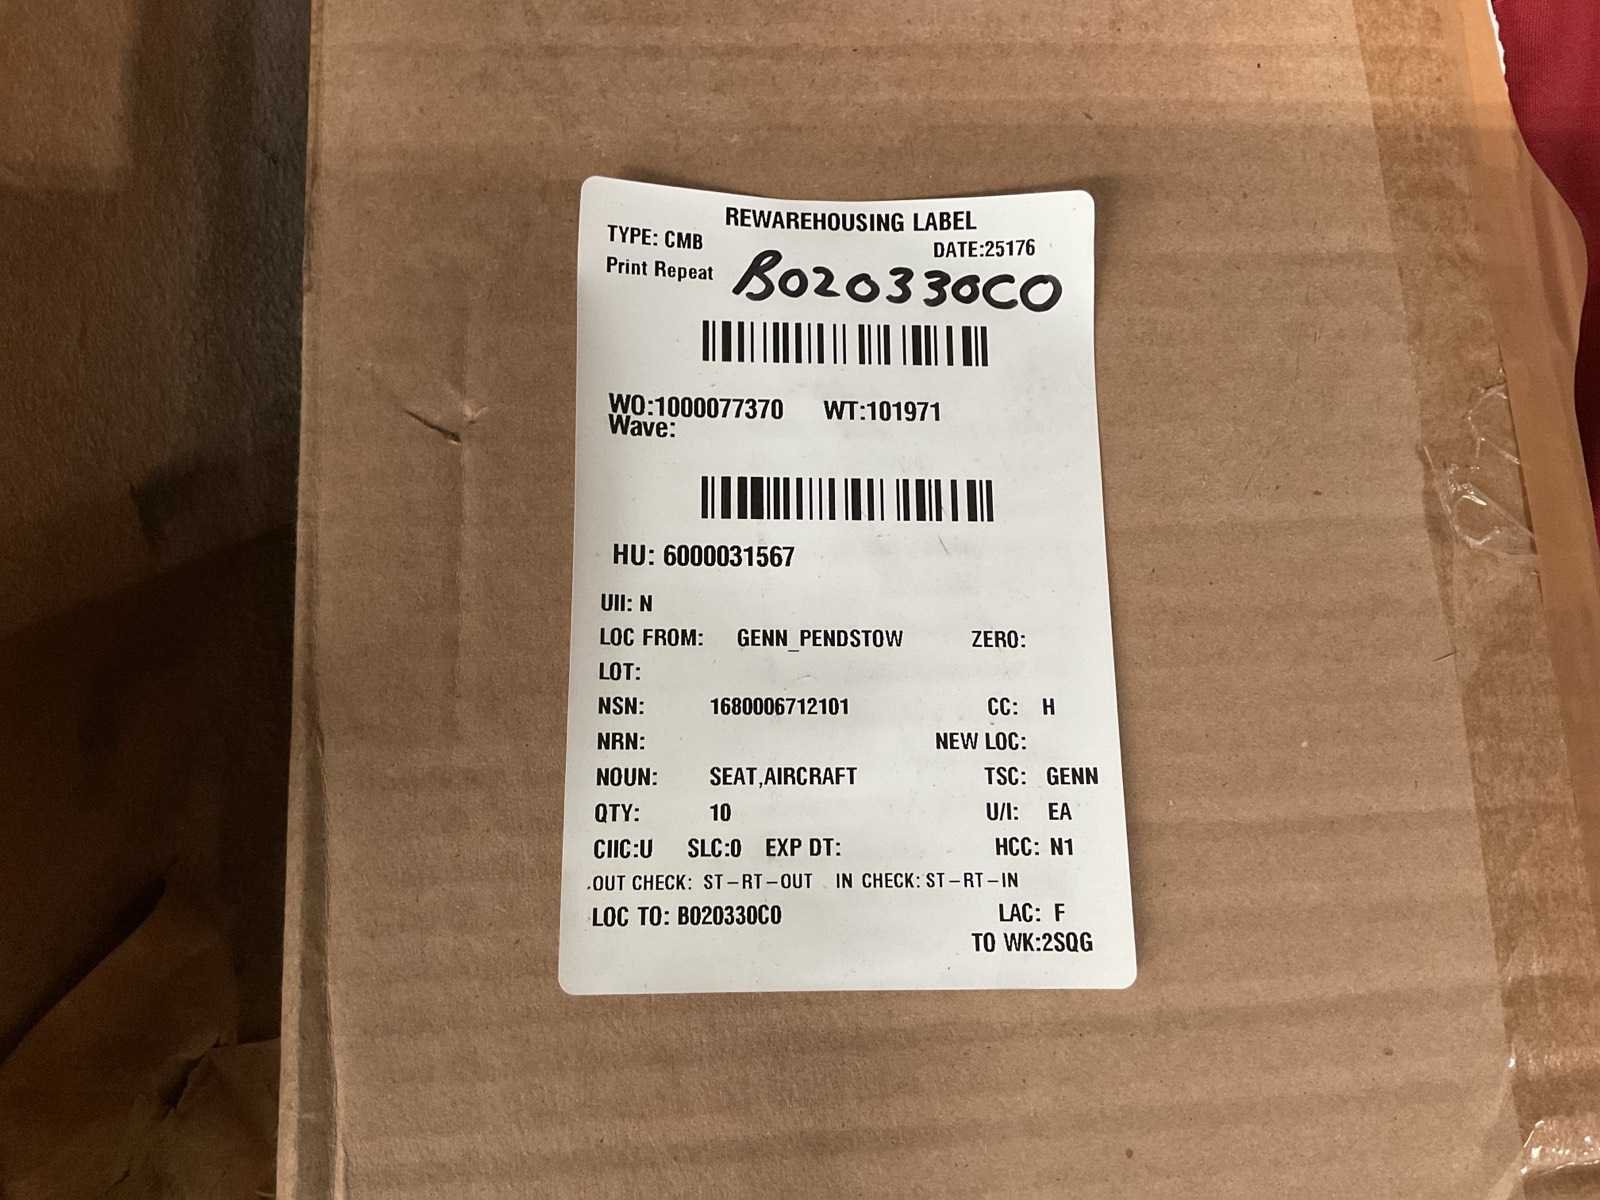 REWAREHOUSING LABEL
TYPE: CMB DATE:25176
Print Repeat B020330C0
WO:1000077370 WT:101971
Wave:
HU: 6000031567
UII: N
LOC FROM: GENN_PENDSTOW ZERO:
LOT:
NSN: 1680006712101 CC: H
NRN: NEW LOC:
NOUN: SEAT,AIRCRAFT TSC: GENN
QTY: 10 U/I: EA
CIIC:U SLC:0 EXP DT: HCC: N1
.OUT CHECK: ST-RT-OUT IN CHECK: ST-RT-IN
LOC TO: B020330C0 LAC: F
TO WK:2SQG